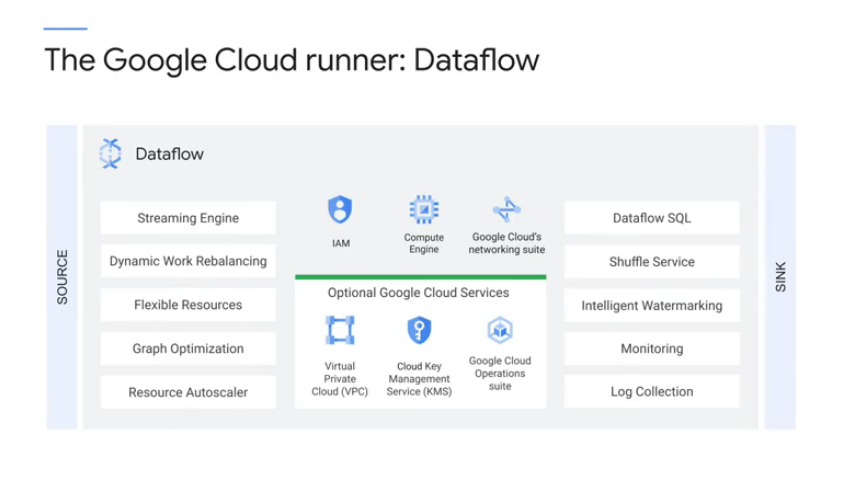 The Google Cloud runner: Dataflow
SOURCE
Dataflow
Streaming Engine
Dynamic Work Rebalancing
Flexible Resources
Graph Optimization
Resource Autoscaler
IAM
Compute
Engine
Google Cloud's
networking suite
Optional Google Cloud Services
Virtual
Private
Cloud (VPC)
Cloud Key
Management
Service (KMS)
Google Cloud
Operations
suite
Dataflow SQL
Shuffle Service
Intelligent Watermarking
Monitoring
Log Collection
SINK